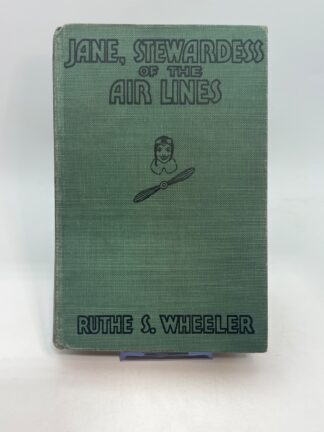 JANE, STEWARDESS
OF THE
AIR LINES
RUTHE S. WHEELER